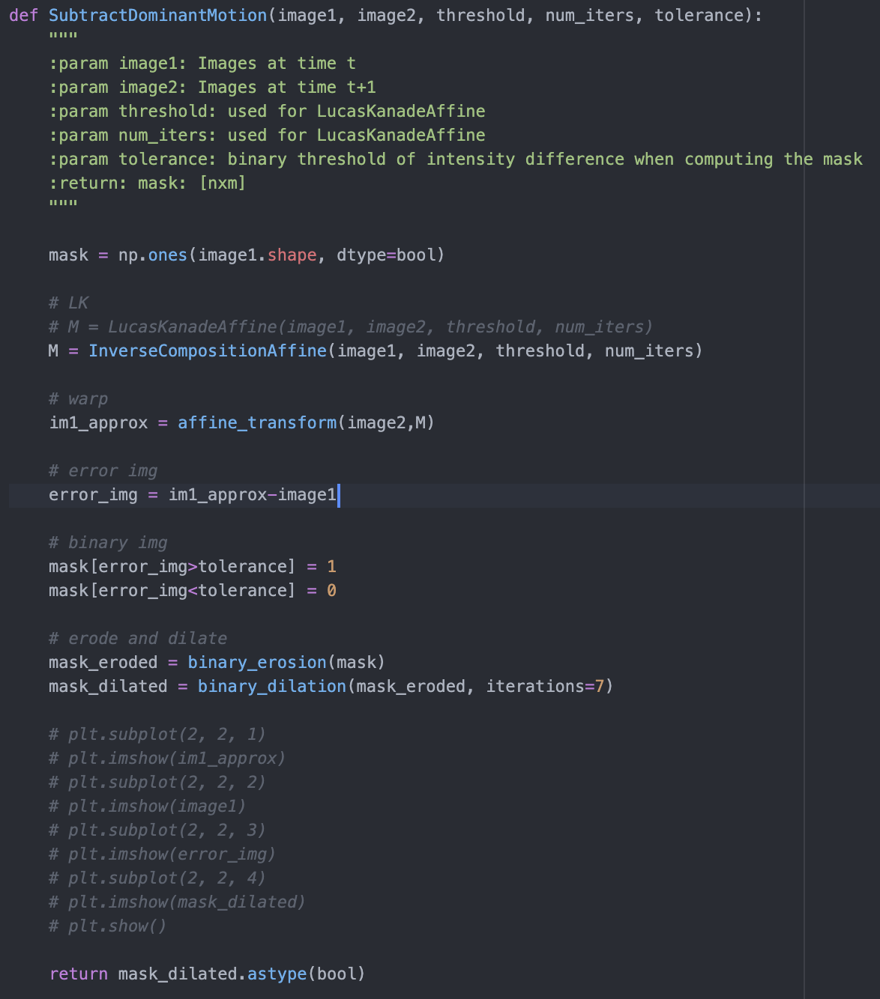 def SubtractDominantMotion(image1, image2, threshold, num_iters, tolerance):
    """
    :param image1: Images at time t
    :param image2: Images at time t+1
    :param threshold: used for LucasKanadeAffine
    :param num_iters: used for LucasKanadeAffine
    :param tolerance: binary threshold of intensity difference when computing the mask
    :return: mask: [nxm]
    """

    mask = np.ones(image1.shape, dtype=bool)

    # LK
    # M = LucasKanadeAffine(image1, image2, threshold, num_iters)
    M = InverseCompositionAffine(image1, image2, threshold, num_iters)

    # warp
    im1_approx = affine_transform(image2,M)

    # error img
    error_img = im1_approx-image1

    # binary img
    mask[error_img>tolerance] = 1
    mask[error_img<tolerance] = 0

    # erode and dilate
    mask_eroded = binary_erosion(mask)
    mask_dilated = binary_dilation(mask_eroded, iterations=7)

    # plt.subplot(2, 2, 1)
    # plt.imshow(im1_approx)
    # plt.subplot(2, 2, 2)
    # plt.imshow(image1)
    # plt.subplot(2, 2, 3)
    # plt.imshow(error_img)
    # plt.subplot(2, 2, 4)
    # plt.imshow(mask_dilated)
    # plt.show()

    return mask_dilated.astype(bool)